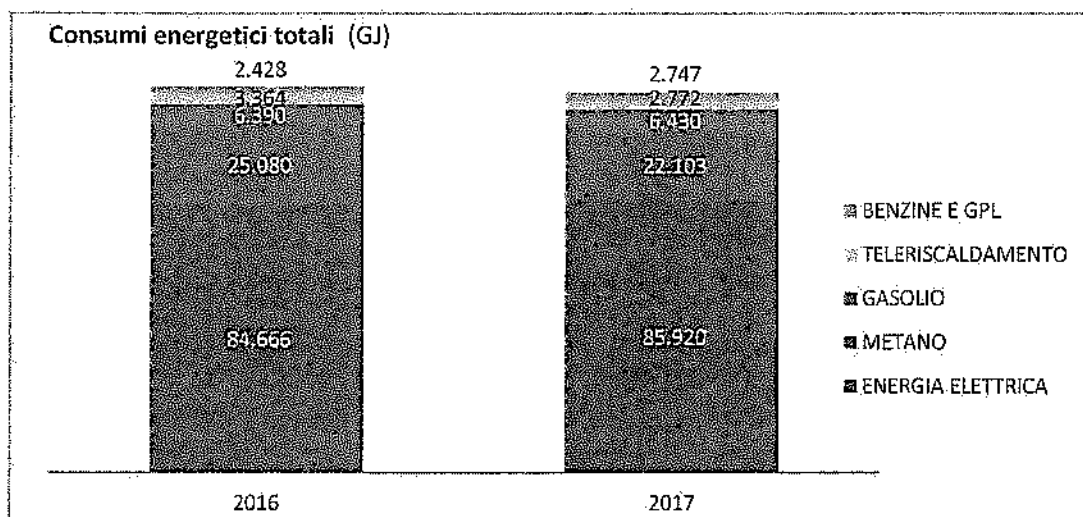 Consumi energetici totali (GJ)
2.428
3.364
6.390
25.080
84.666
2.747
2.772
6.430
22.103
85.920
BENZINE E GPL
TELERISCALDAMENTO
GASOLIO
METANO
ENERGIA ELETTRICA
2016
2017